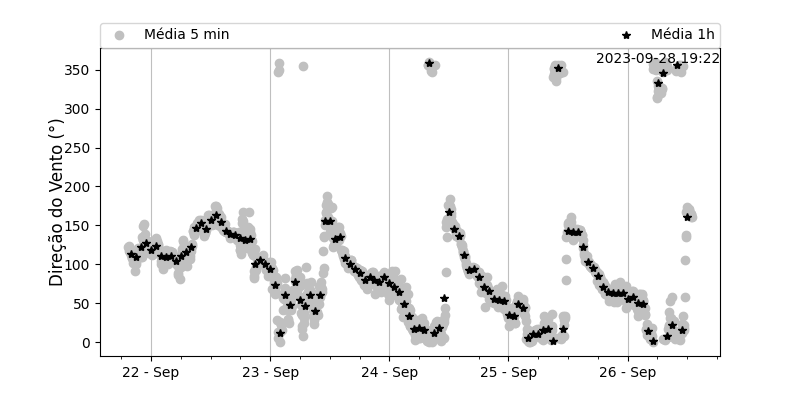 Média 5 min
Média 1h
2023-09-28 19:22
Direção do Vento (°)
350
300
250
200
150
100
50
0
22 - Sep
23 - Sep
24 - Sep
25 - Sep
26 - Sep